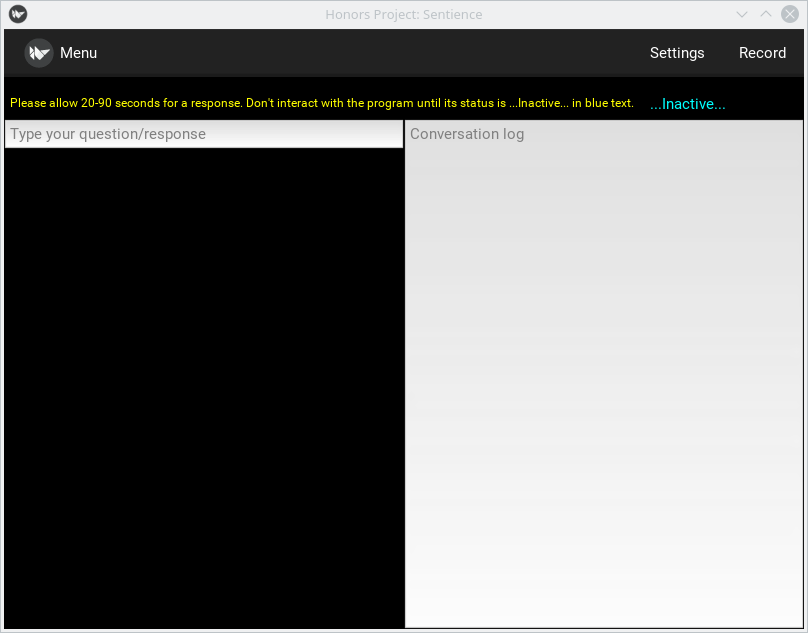 Honors Project: Sentience
Menu Settings Record
Please allow 20-90 seconds for a response. Don't interact with the program until its status is ...Inactive... in blue text. ...Inactive...
Type your question/response
Conversation log